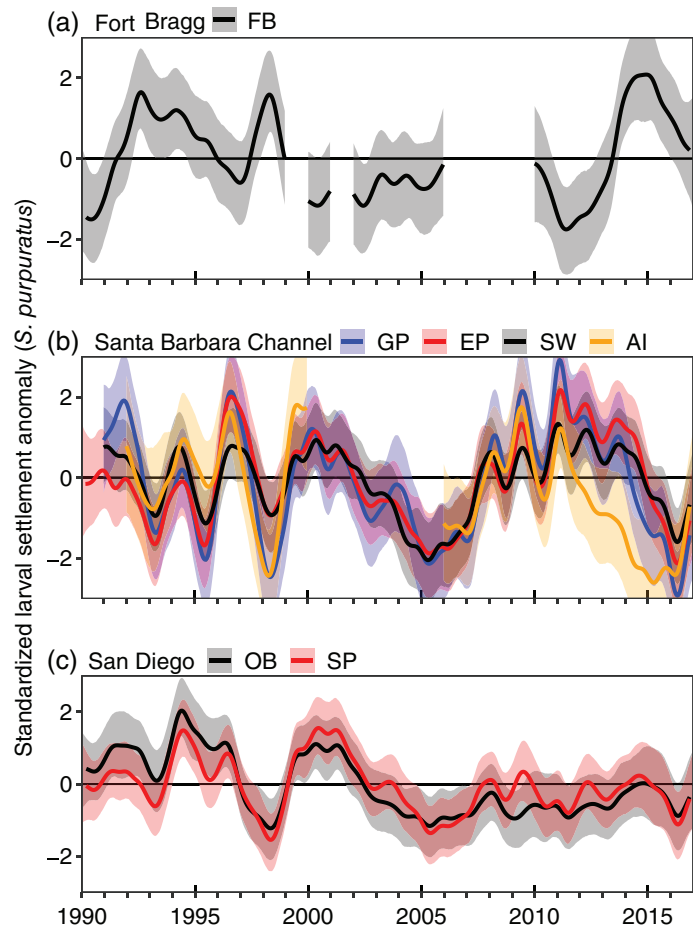 (a) Fort Bragg FB
2
0
−2
(b) Santa Barbara Channel GP EP SW AI
2
0
−2
(c) San Diego OB SP
2
0
−2
1990 1995 2000 2005 2010 2015
Standardized larval settlement anomaly (S. purpuratus)